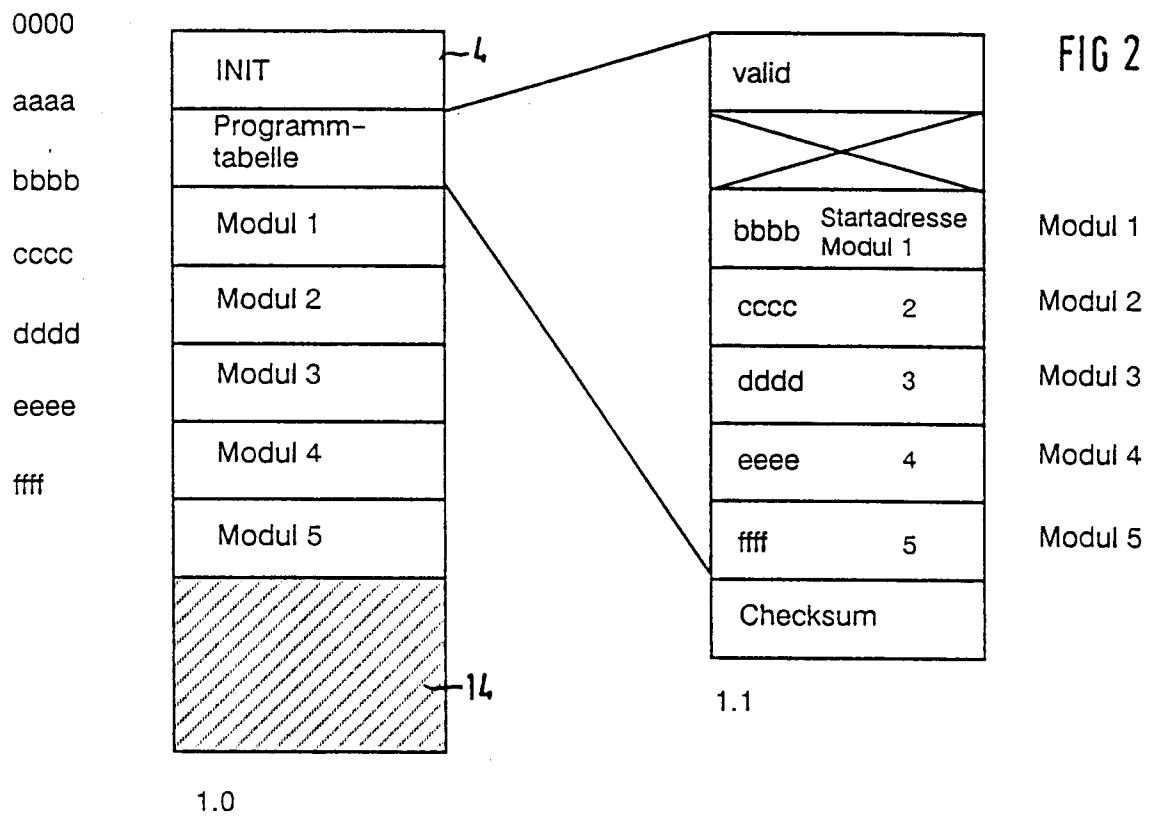 FIG 2
0000
aaaa
bbbb
cccc
dddd
eeee
ffff
INIT
4
Programm-
tabelle
Modul 1
Modul 2
Modul 3
Modul 4
Modul 5
14
1.0
valid
bbbb Startadresse
Modul 1
cccc 2
dddd 3
eeee 4
ffff 5
Checksum
1.1
Modul 1
Modul 2
Modul 3
Modul 4
Modul 5